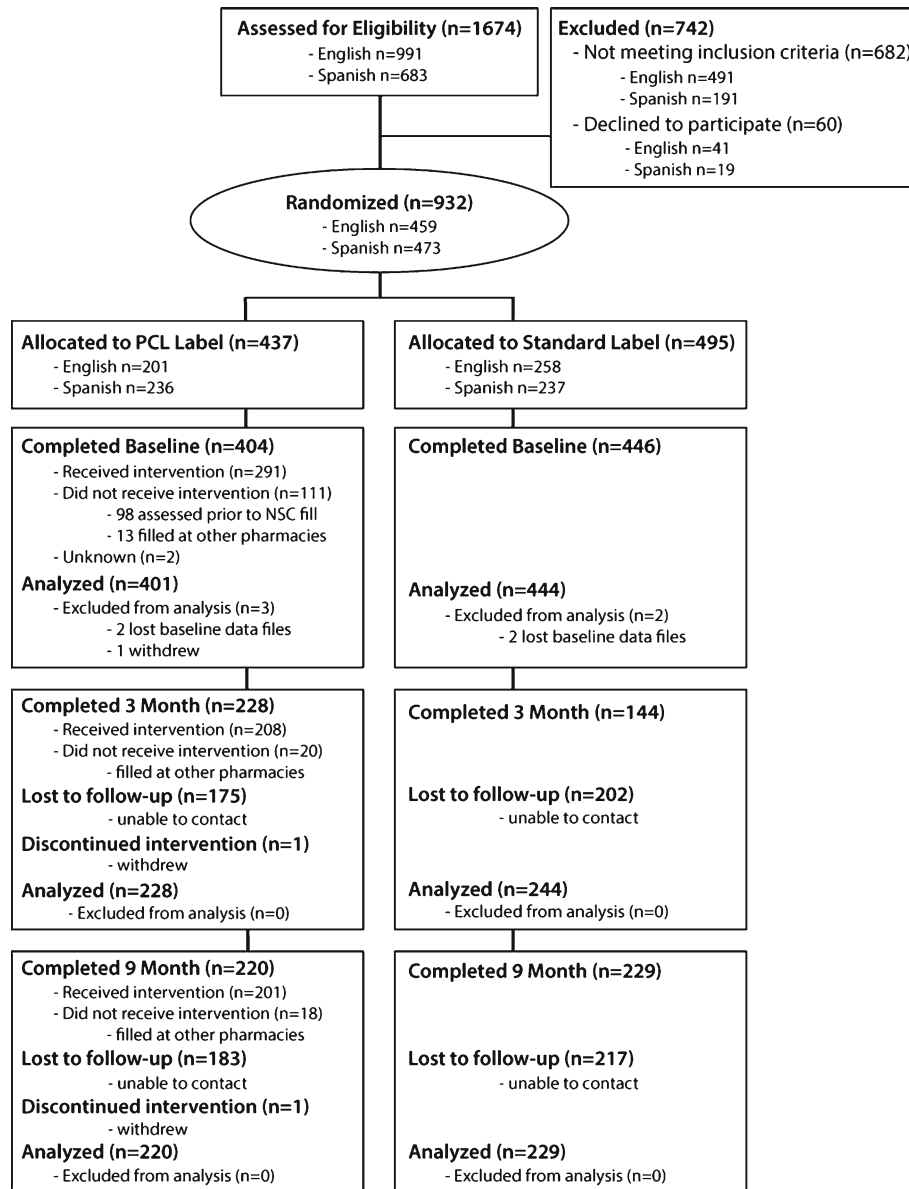 Assessed for Eligibility (n=1674)
- English n=991
- Spanish n=683
Excluded (n=742)
- Not meeting inclusion criteria (n=682)
- English n=491
- Spanish n=191
- Declined to participate (n=60)
- English n=41
- Spanish n=19
Randomized (n=932)
- English n=459
- Spanish n=473
Allocated to PCL Label (n=437)
- English n=201
- Spanish n=236
Allocated to Standard Label (n=495)
- English n=258
- Spanish n=237
Completed Baseline (n=404)
- Received intervention (n=291)
- Did not receive intervention (n=111)
- 98 assessed prior to NSC fill
- 13 filled at other pharmacies
- Unknown (n=2)
Analyzed (n=401)
- Excluded from analysis (n=3)
- 2 lost baseline data files
- 1 withdrew
Completed Baseline (n=446)
Analyzed (n=444)
- Excluded from analysis (n=2)
- 2 lost baseline data files
Completed 3 Month (n=228)
- Received intervention (n=208)
- Did not receive intervention (n=20)
- filled at other pharmacies
Lost to follow-up (n=175)
- unable to contact
Discontinued intervention (n=1)
- withdrew
Analyzed (n=228)
- Excluded from analysis (n=0)
Completed 3 Month (n=144)
Lost to follow-up (n=202)
- unable to contact
Analyzed (n=244)
- Excluded from analysis (n=0)
Completed 9 Month (n=220)
- Received intervention (n=201)
- Did not receive intervention (n=18)
- filled at other pharmacies
Lost to follow-up (n=183)
- unable to contact
Discontinued intervention (n=1)
- withdrew
Analyzed (n=220)
- Excluded from analysis (n=0)
Completed 9 Month (n=229)
Lost to follow-up (n=217)
- unable to contact
Analyzed (n=229)
- Excluded from analysis (n=0)